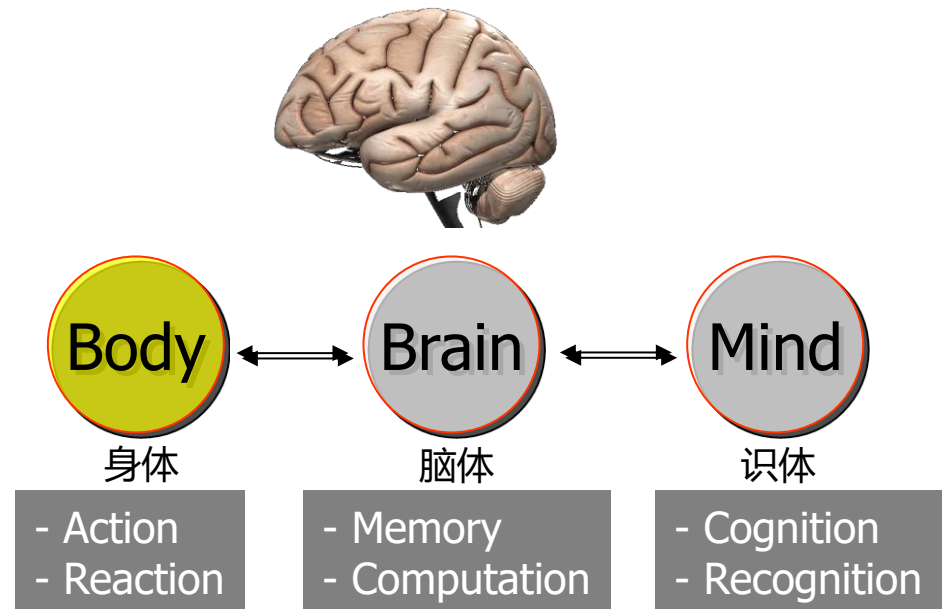 Body
Brain
Mind
身体
脑体
识体
- Action
- Reaction
- Memory
- Computation
- Cognition
- Recognition